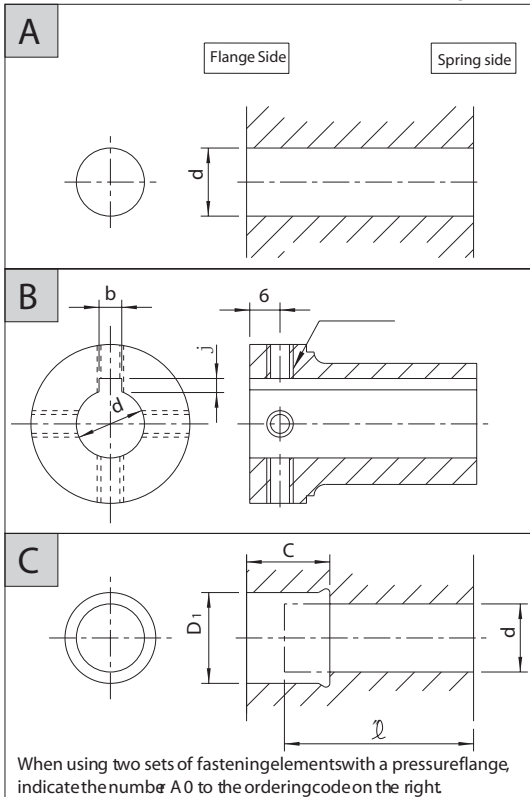 A
Flange Side
Spring side
d
B
b
6
j
d
C
C
D1
d
ℓ
When using two sets of fasteningelementswith a pressureflange,
indicatethenumber A 0 to the orderingcodeon the right.